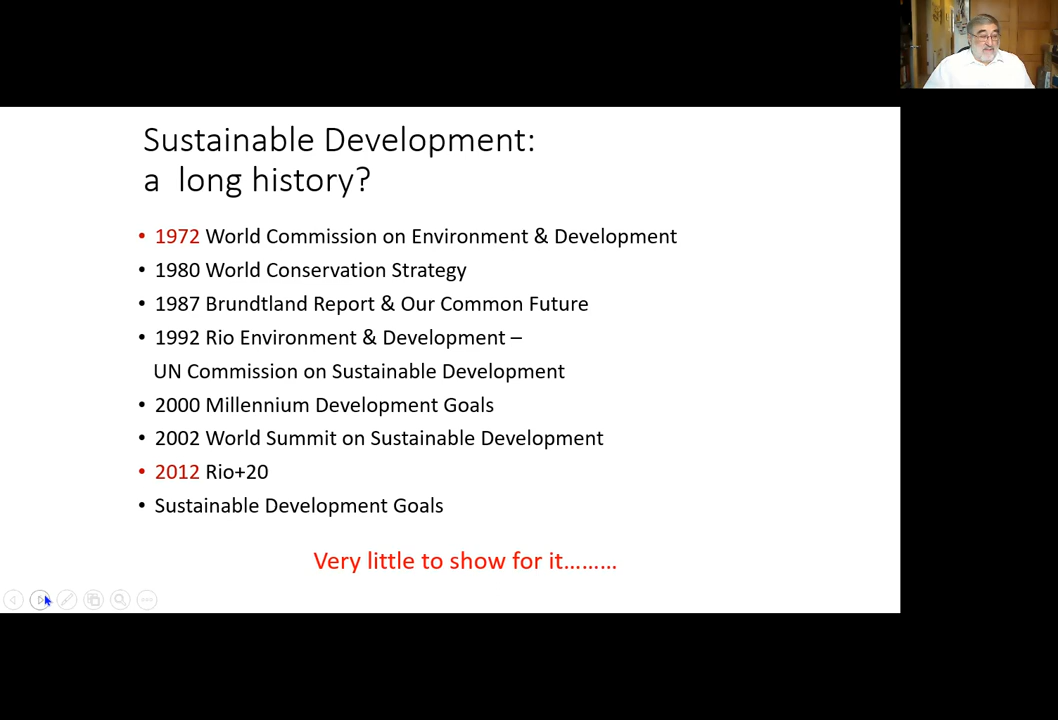 Sustainable Development:
a long history?
• 1972 World Commission on Environment & Development
• 1980 World Conservation Strategy
• 1987 Brundtland Report & Our Common Future
• 1992 Rio Environment & Development –
UN Commission on Sustainable Development
• 2000 Millennium Development Goals
• 2002 World Summit on Sustainable Development
• 2012 Rio+20
• Sustainable Development Goals
Very little to show for it………